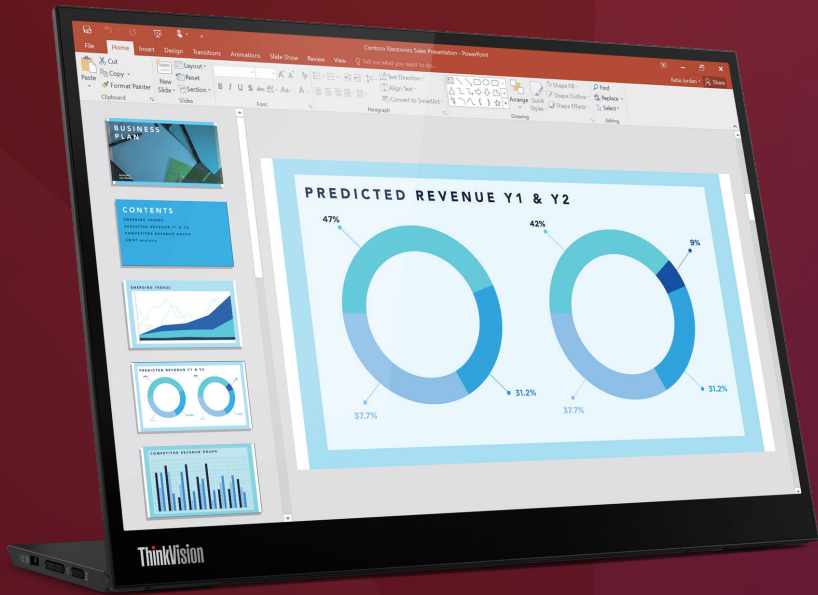 Contoso Electronics Sales Presentation - PowerPoint
File Home Insert Design Transitions Animations Slide Show Review View Tell me what you want to do...
Katie Jordan Share
Paste
Cut
Copy
Format Painter
Clipboard
New Slide
Layout
Reset
Section
Slides
B I U S abc Aa A
Font
Text Direction
Align Text
Convert to SmartArt
Paragraph
Arrange
Quick Styles
Shape Fill
Shape Outline
Shape Effects
Drawing
Find
Replace
Select
Editing
BUSINESS
PLAN
CONTENTS
EMERGING TRENDS
PREDICTED REVENUE Y1 & Y2
COMPETITOR REVENUE GRAPH
SWOT analysis
EMERGING TRENDS
PREDICTED REVENUE Y1 & Y2
COMPETITOR REVENUE GRAPH
PREDICTED REVENUE Y1 & Y2
47%
31.2%
37.7%
42%
9%
31.2%
37.7%
ThinkVision